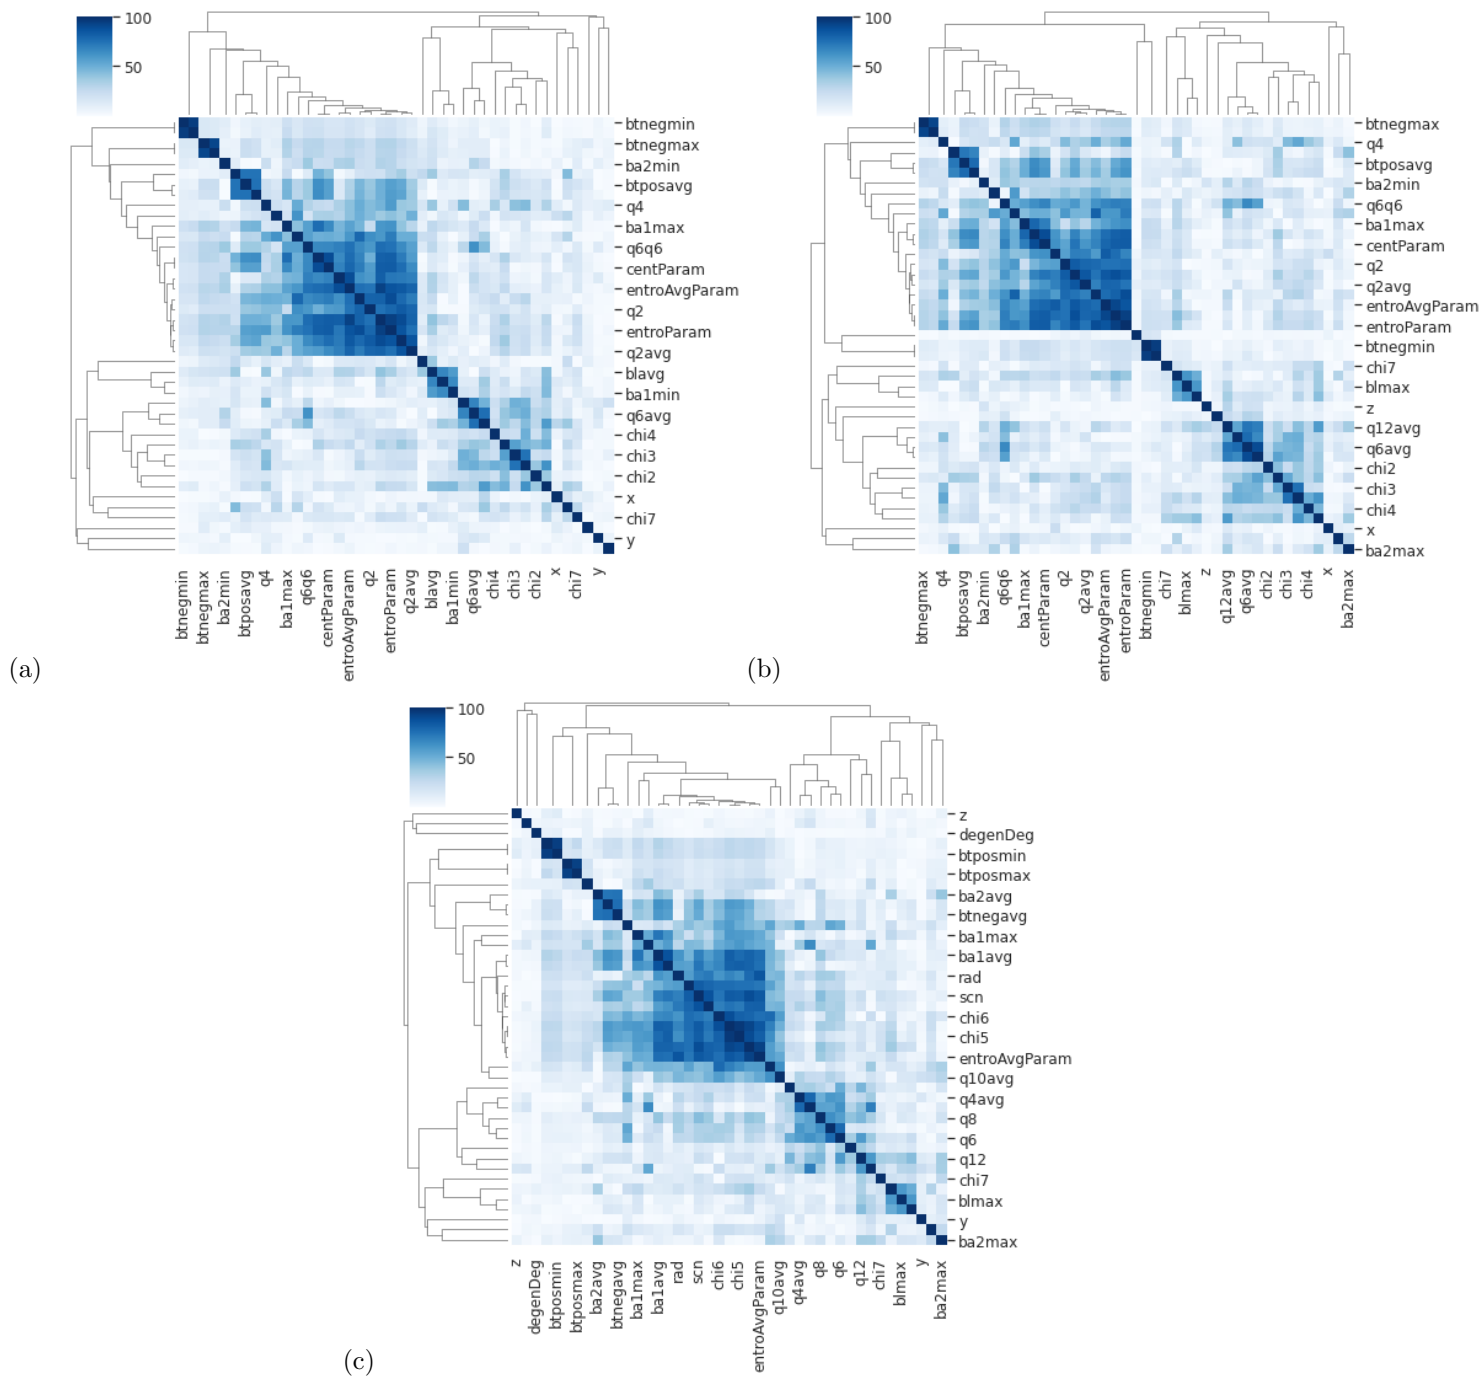 100
50
btnegmin
btnegmax
ba2min
btposavg
q4
ba1max
q6q6
centParam
entroAvgParam
q2
entroParam
q2avg
blavg
ba1min
q6avg
chi4
chi3
chi2
x
chi7
y
btnegmin
btnegmax
ba2min
btposavg
q4
ba1max
q6q6
centParam
entroAvgParam
q2
entroParam
q2avg
blavg
ba1min
q6avg
chi4
chi3
chi2
x
chi7
y
(a)
100
50
btnegmax
q4
btposavg
ba2min
q6q6
ba1max
centParam
q2
q2avg
entroAvgParam
entroParam
btnegmin
chi7
blmax
z
q12avg
q6avg
chi2
chi3
chi4
x
ba2max
btnegmax
q4
btposavg
ba2min
q6q6
ba1max
centParam
q2
q2avg
entroAvgParam
entroParam
btnegmin
chi7
blmax
z
q12avg
q6avg
chi2
chi3
chi4
x
ba2max
(b)
100
50
z
degenDeg
btposmin
btposmax
ba2avg
btnegavg
ba1max
ba1avg
rad
scn
chi6
chi5
entroAvgParam
q10avg
q4avg
q8
q6
q12
chi7
blmax
y
ba2max
z
degenDeg
btposmin
btposmax
ba2avg
btnegavg
ba1max
ba1avg
rad
scn
chi6
chi5
entroAvgParam
q10avg
q4avg
q8
q6
q12
chi7
blmax
y
ba2max
(c)